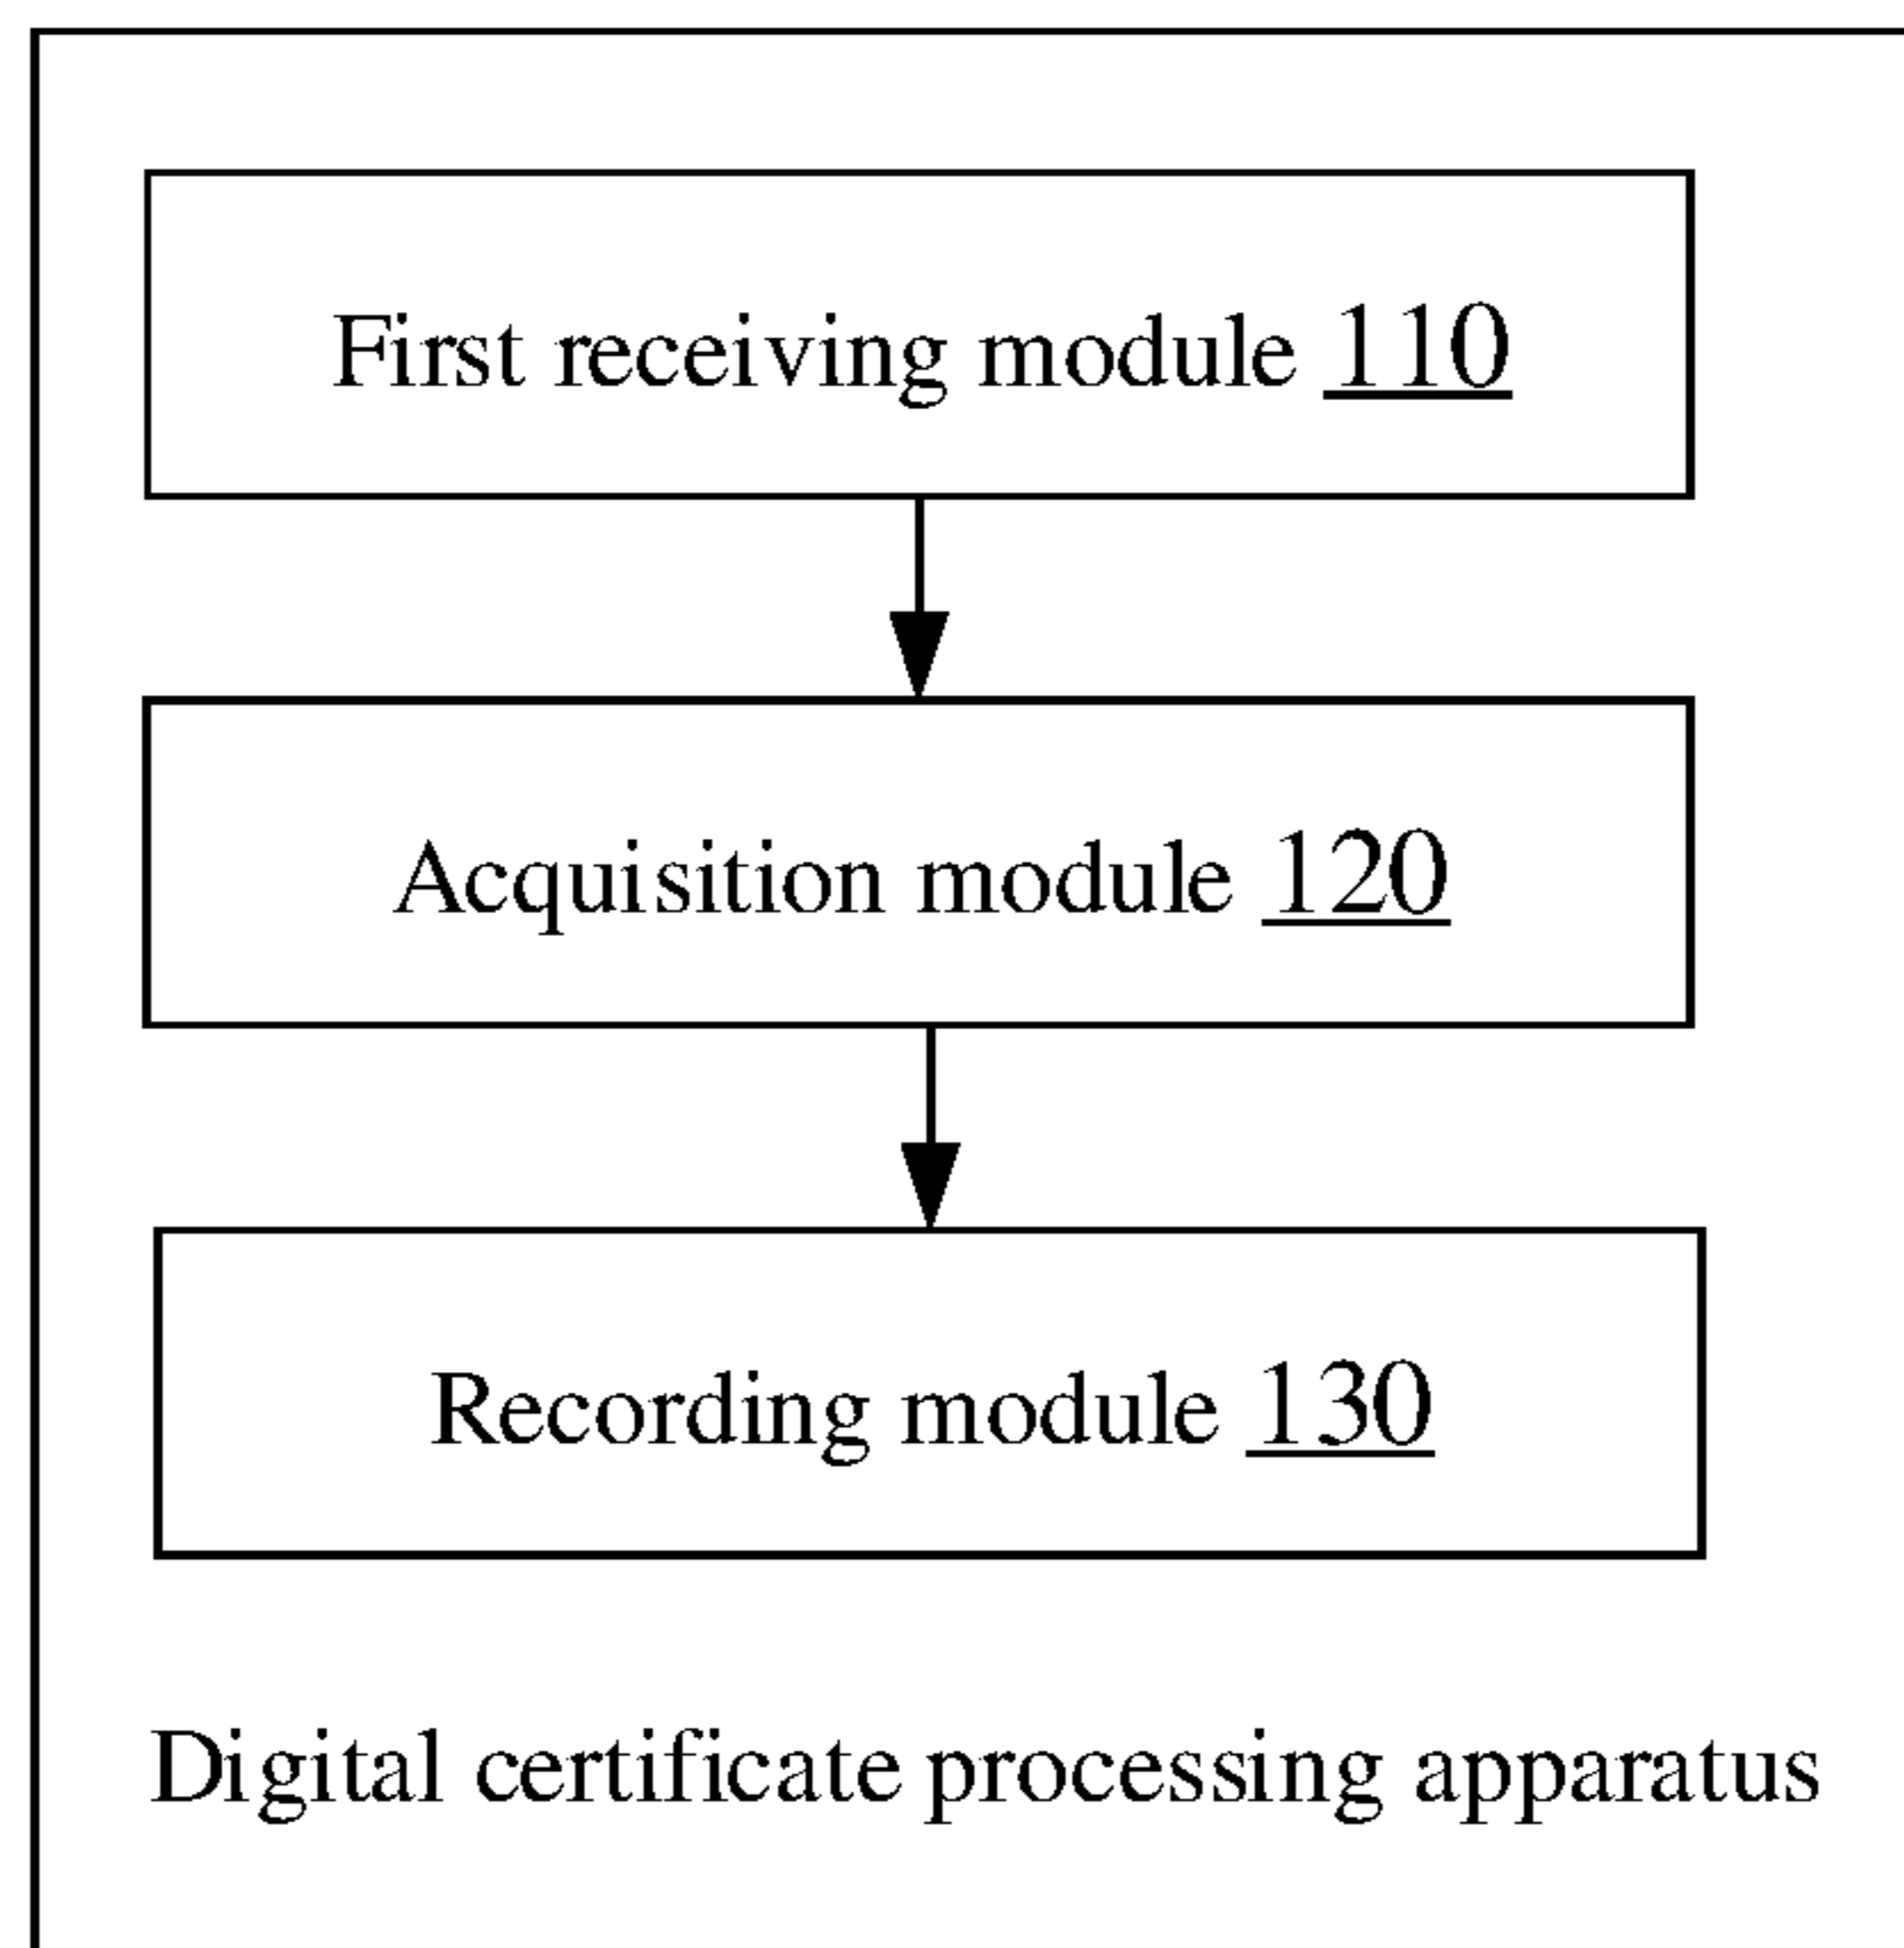 First receiving module 110
Acquisition module 120
Recording module 130
Digital certificate processing apparatus